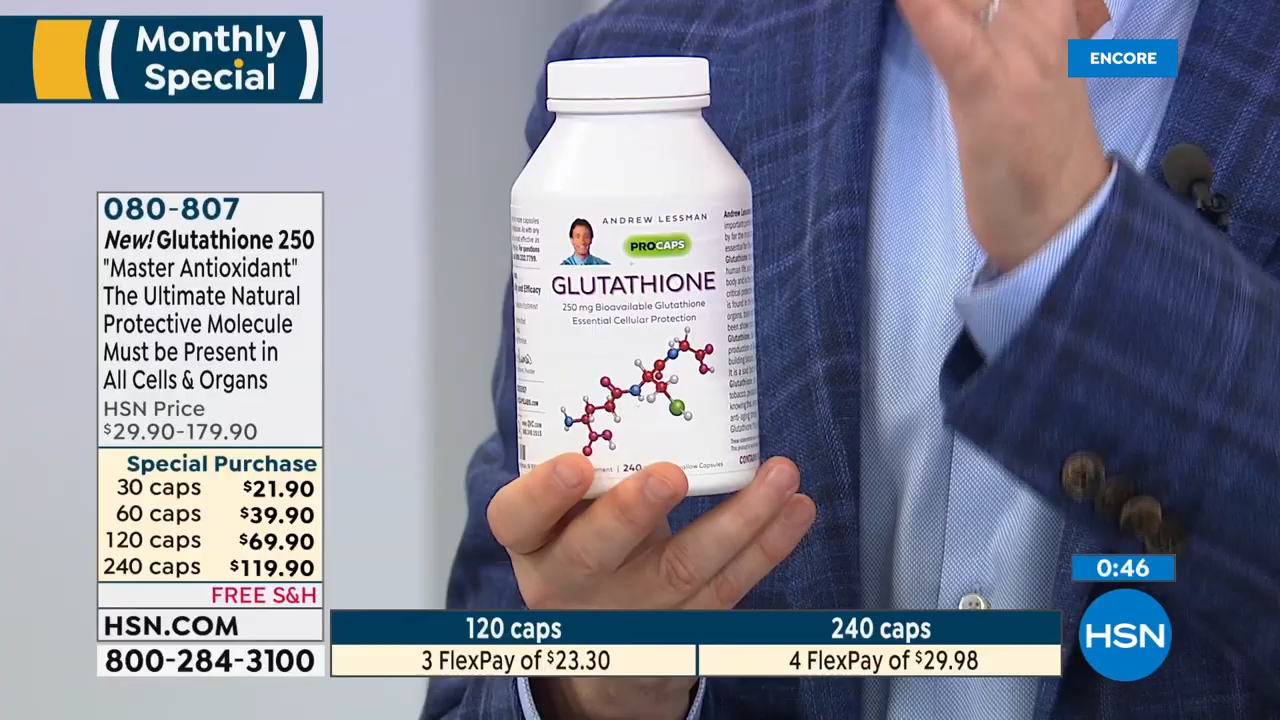 Monthly
Special
ENCORE
080-807
New! Glutathione 250
"Master Antioxidant"
The Ultimate Natural
Protective Molecule
Must be Present in
All Cells & Organs
HSN Price
$29.90-179.90
Special Purchase
30 caps $21.90
60 caps $39.90
120 caps $69.90
240 caps $119.90
FREE S&H
HSN.COM
800-284-3100
ANDREW LESSMAN
PROCAPS
GLUTATHIONE
250 mg Bioavailable Glutathione
Essential Cellular Protection
240
Capsules
120 caps
240 caps
3 FlexPay of $23.30
4 FlexPay of $29.98
0:46
HSN